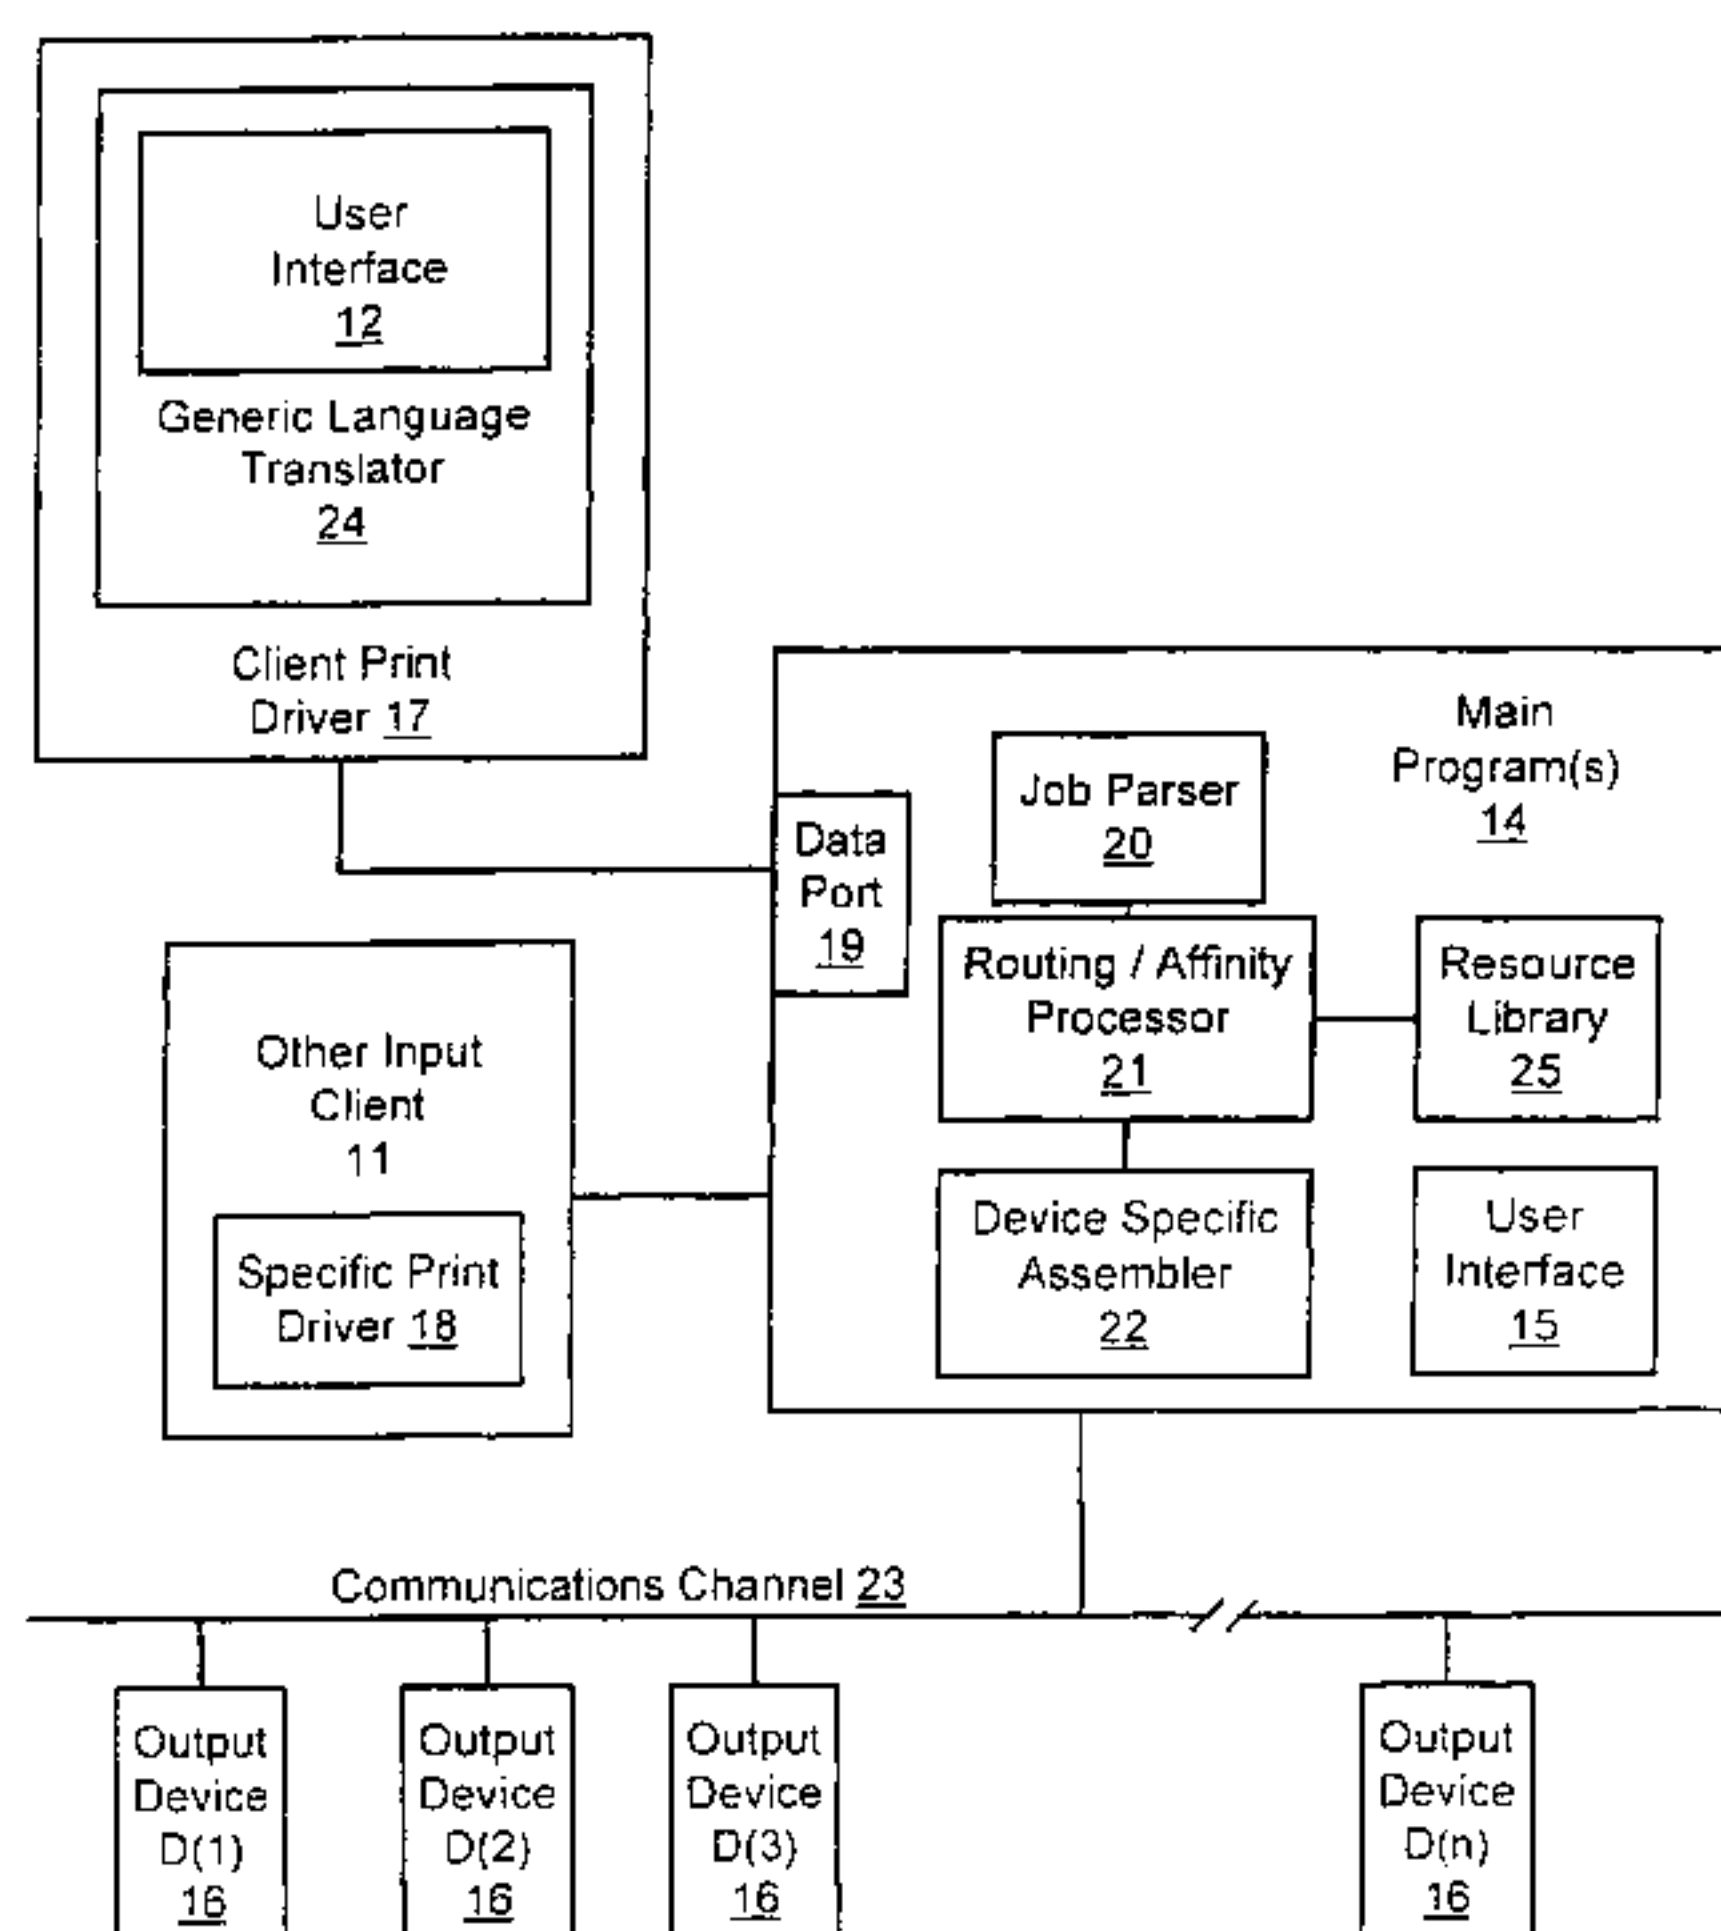 User
Interface
12
Generic Language
Translator
24
Client Print
Driver 17
Main
Program(s)
14
Job Parser
20
Data
Port
19
Routing / Affinity
Processor
21
Resource
Library
25
Other Input
Client
11
Specific Print
Driver 18
Device Specific
Assembler
22
User
Interface
15
Communications Channel 23
Output
Device
D(1)
16
Output
Device
D(2)
16
Output
Device
D(3)
16
Output
Device
D(n)
16